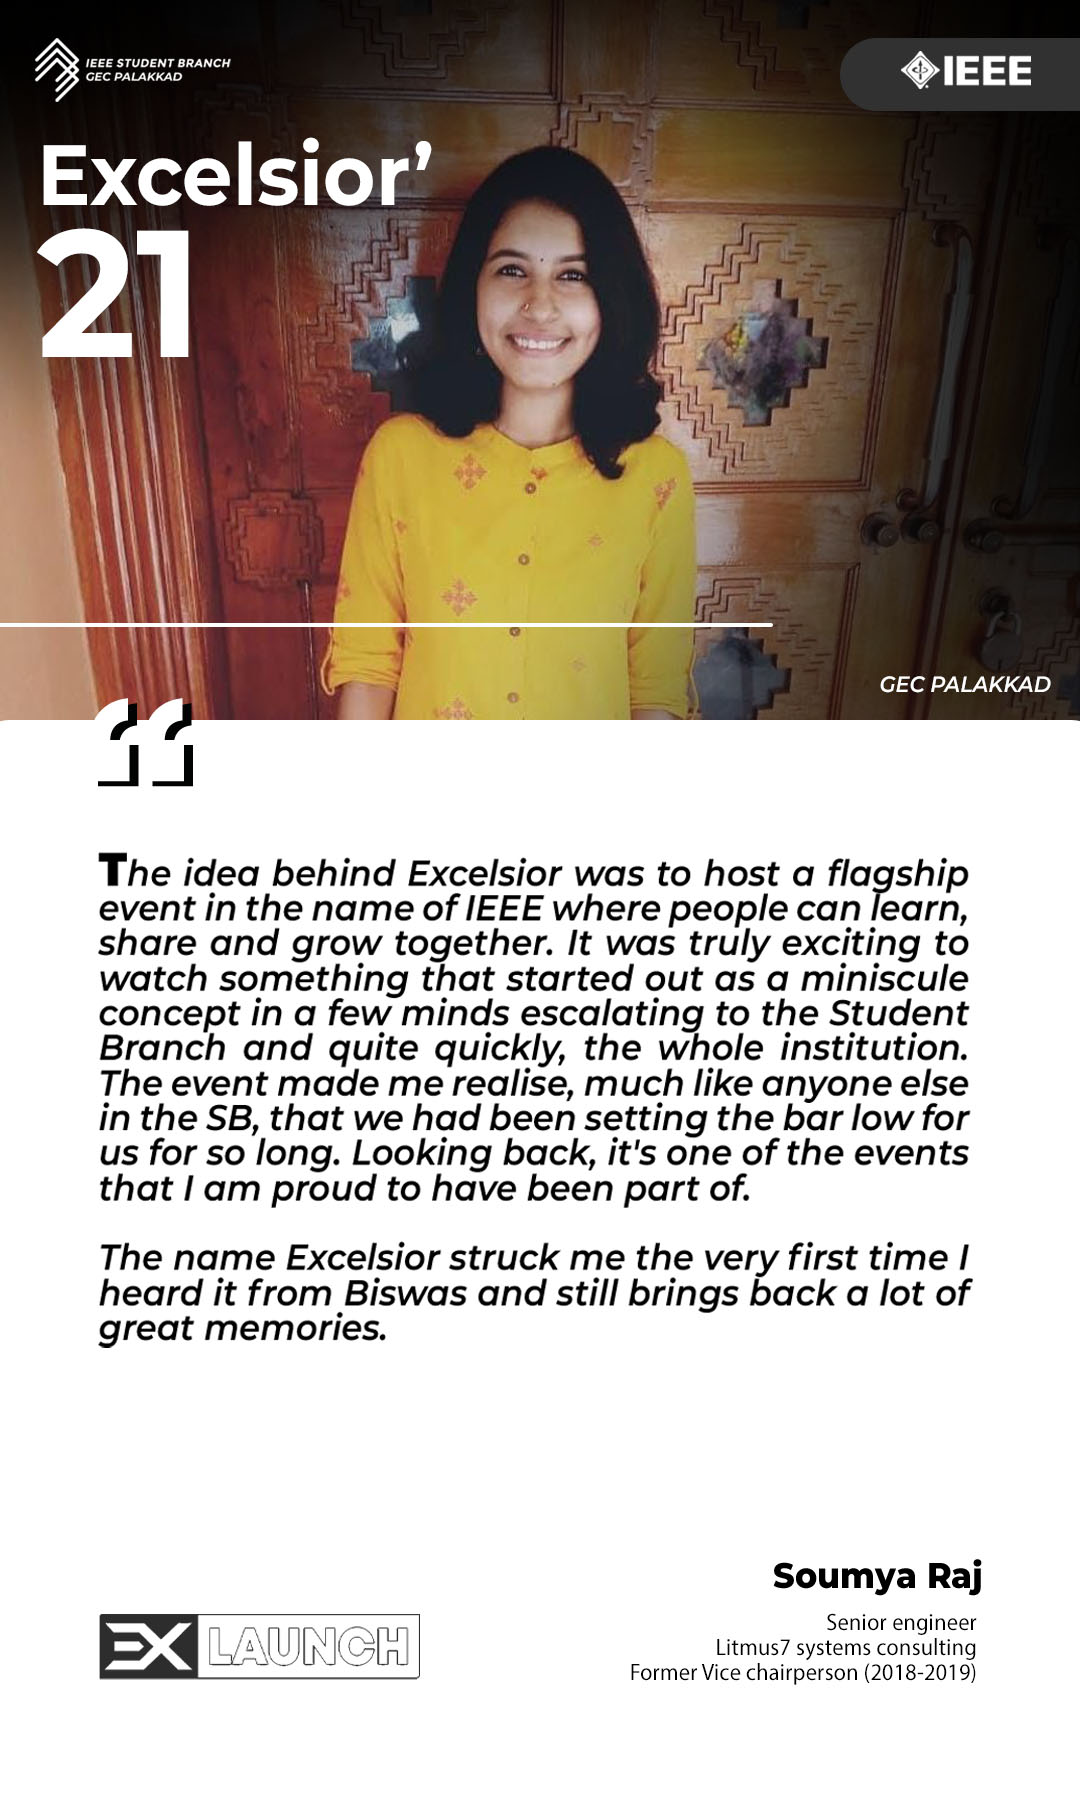 IEEE STUDENT BRANCH
GEC PALAKKAD
IEEE
Excelsior’
21
GEC PALAKKAD
The idea behind Excelsior was to host a flagship
event in the name of IEEE where people can learn,
share and grow together. It was truly exciting to
watch something that started out as a miniscule
concept in a few minds escalating to the Student
Branch and quite quickly, the whole institution.
The event made me realise, much like anyone else
in the SB, that we had been setting the bar low for
us for so long. Looking back, it's one of the events
that I am proud to have been part of.
The name Excelsior struck me the very first time I
heard it from Biswas and still brings back a lot of
great memories.
Soumya Raj
Senior engineer
Litmus7 systems consulting
Former Vice chairperson (2018-2019)
EX LAUNCH